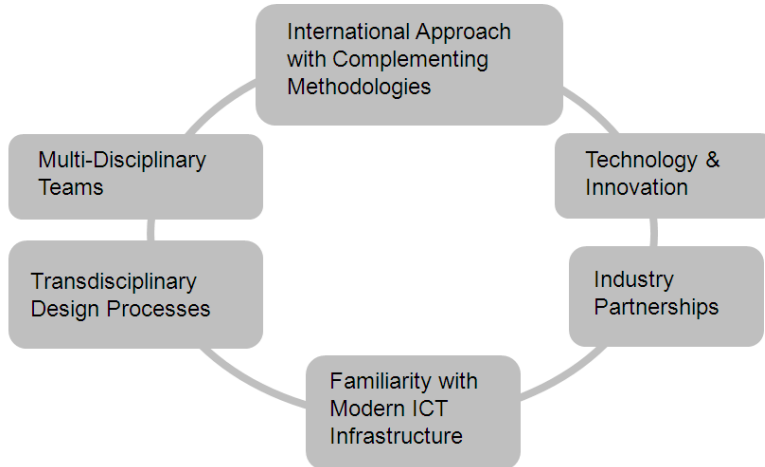 International Approach
with Complementing
Methodologies
Multi-Disciplinary
Teams
Technology &
Innovation
Transdisciplinary
Design Processes
Industry
Partnerships
Familiarity with
Modern ICT
Infrastructure